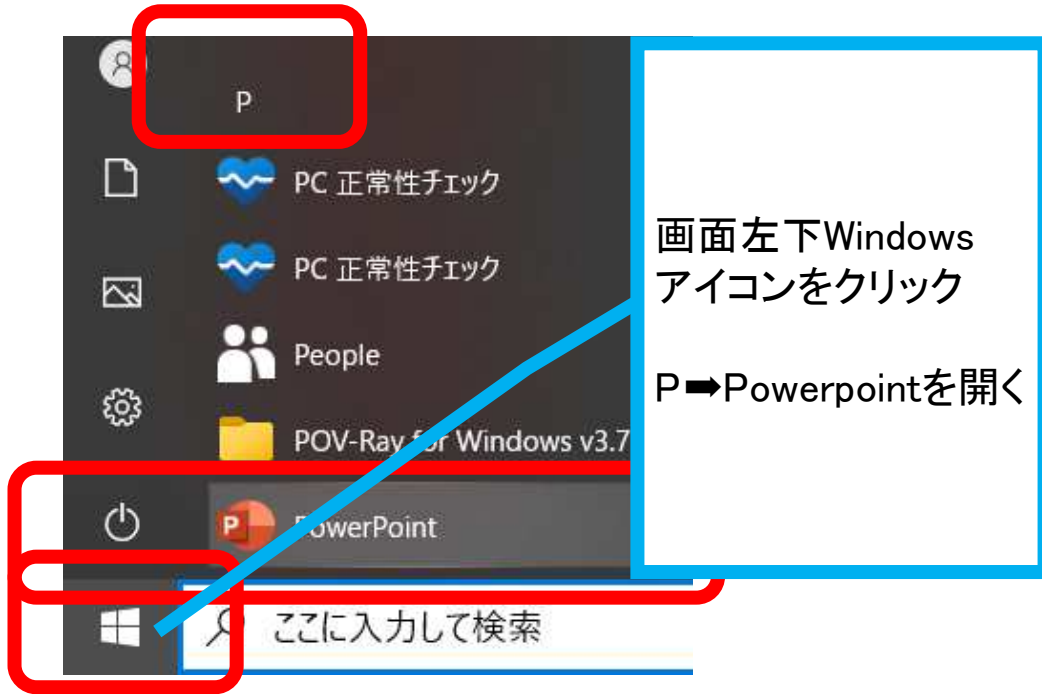 P
PC 正常性チェック
PC 正常性チェック
People
POV-Ray for Windows v3.7
PowerPoint
ここに入力して検索
画面左下Windows
アイコンをクリック
P➡Powerpointを開く